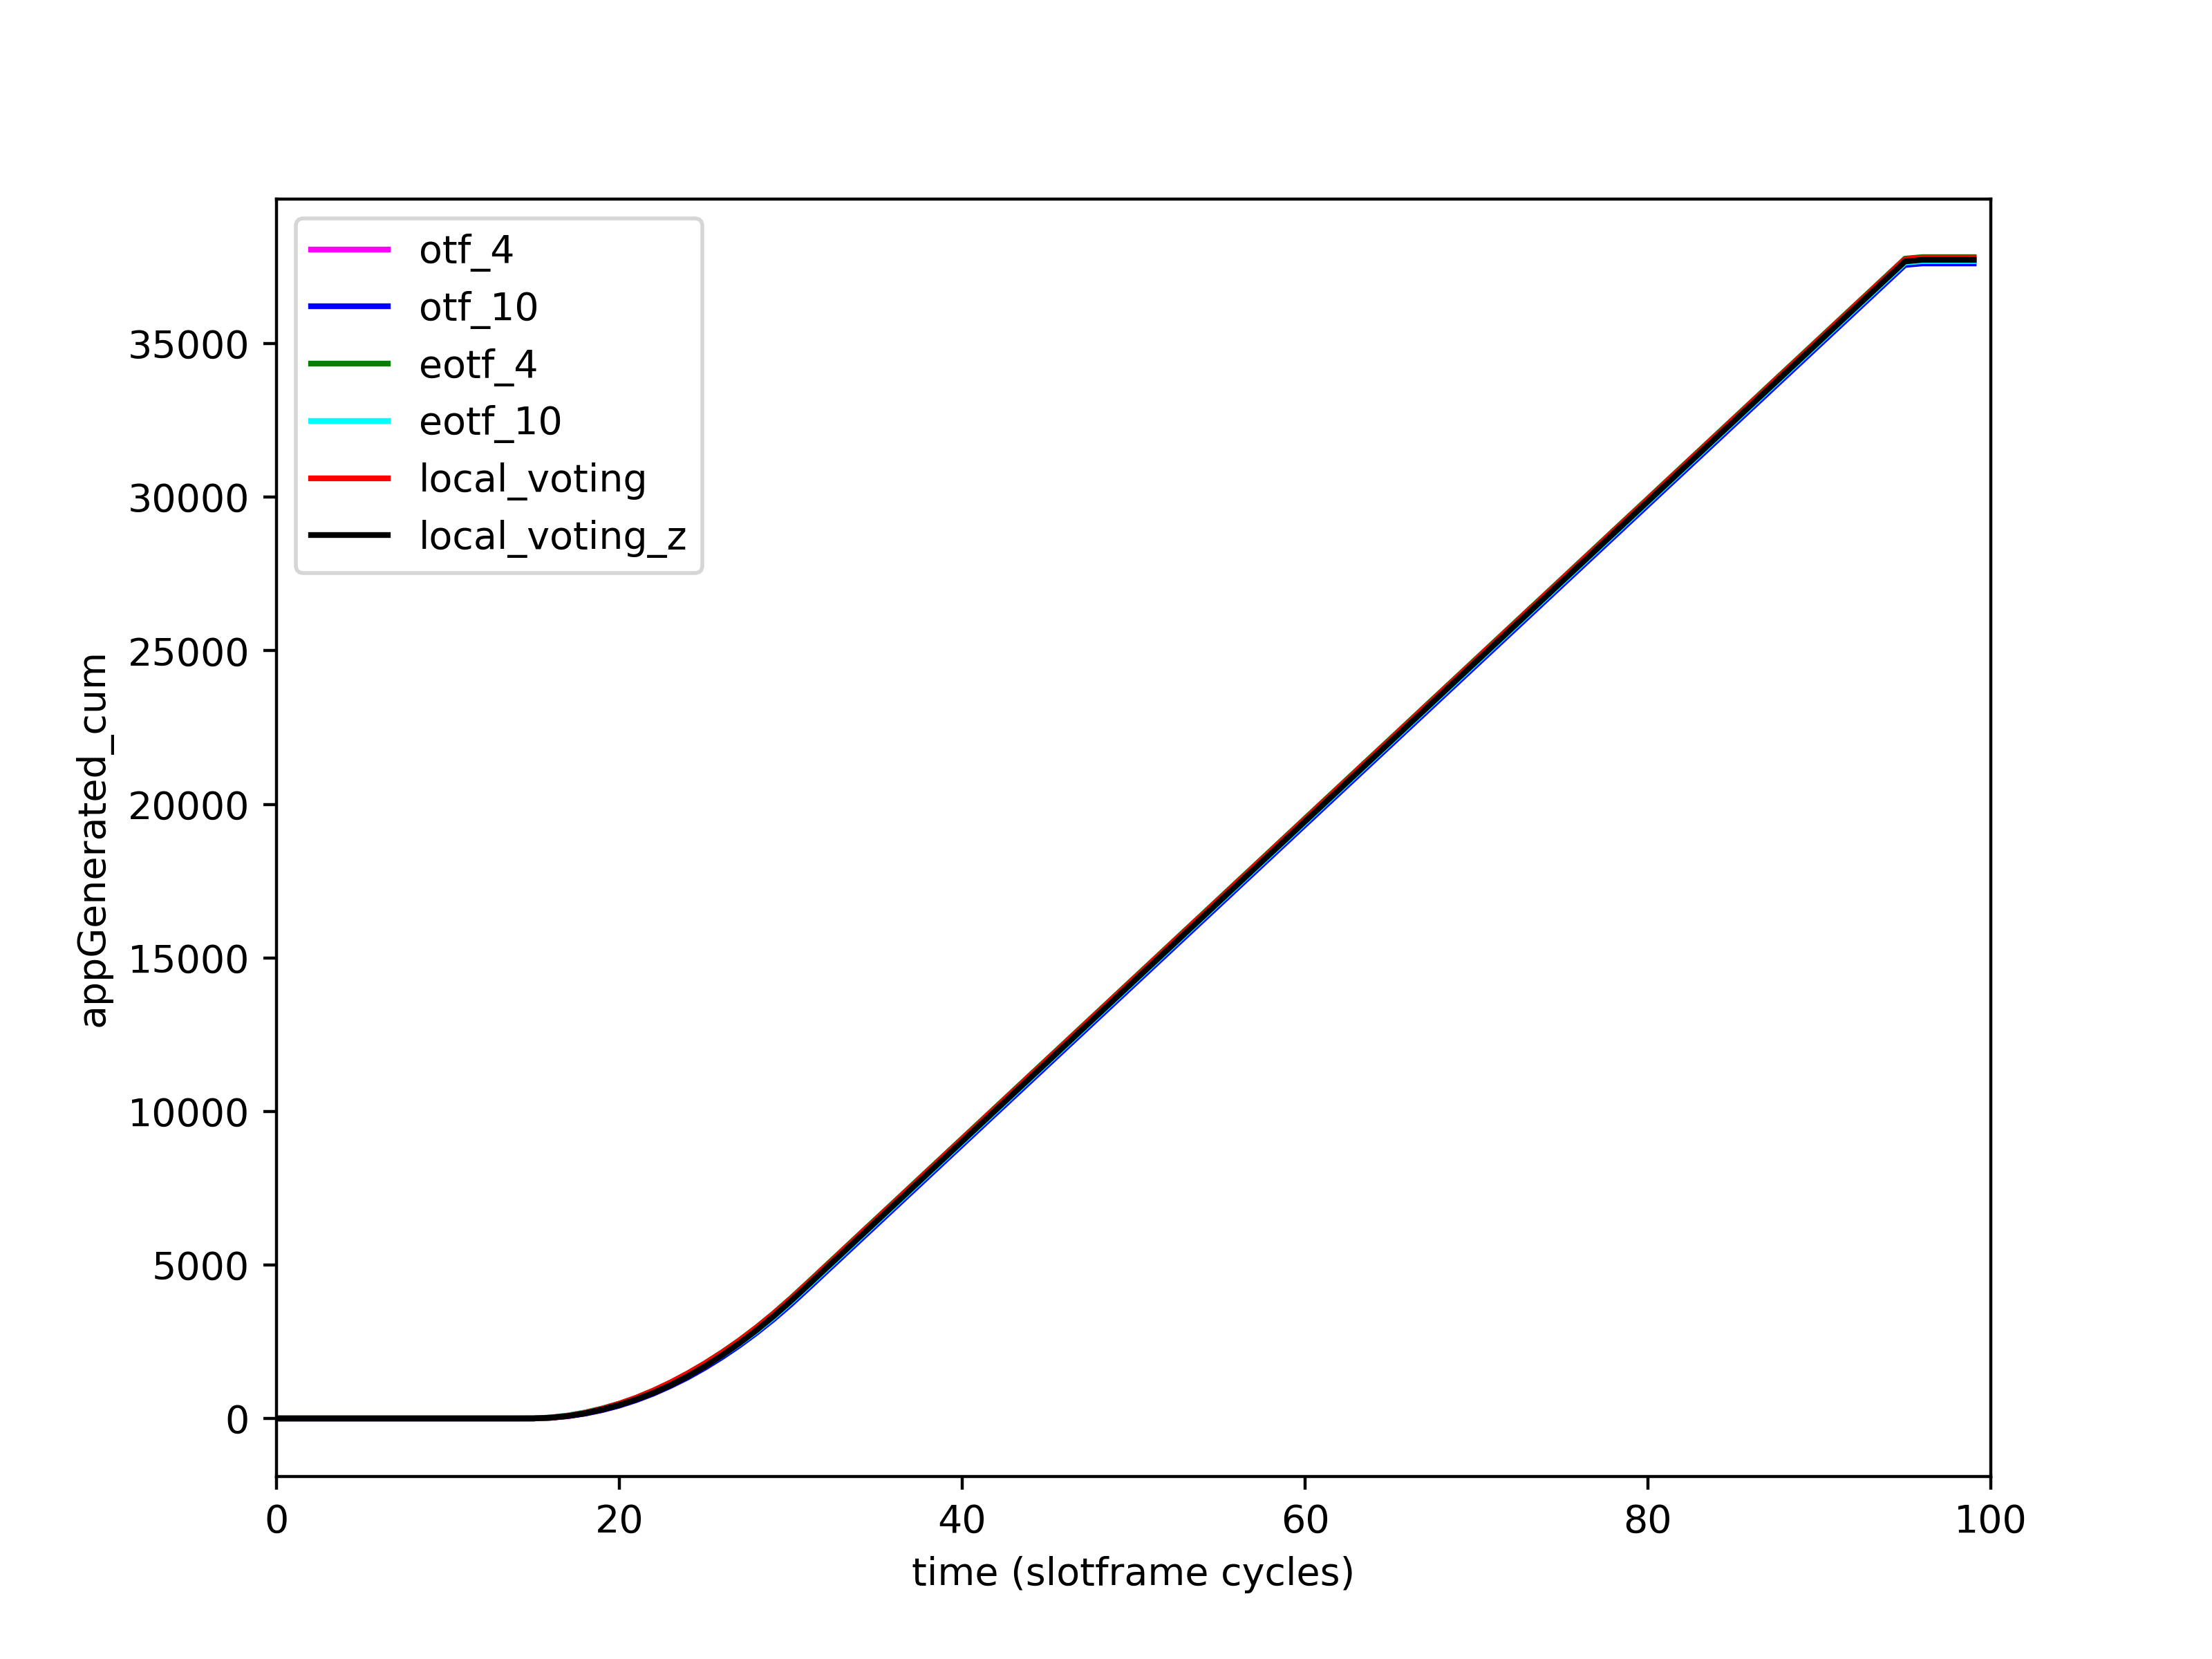 otf_4
otf_10
eotf_4
eotf_10
local_voting
local_voting_z
appGenerated_cum
35000
30000
25000
20000
15000
10000
5000
0
0 20 40 60 80 100
time (slotframe cycles)